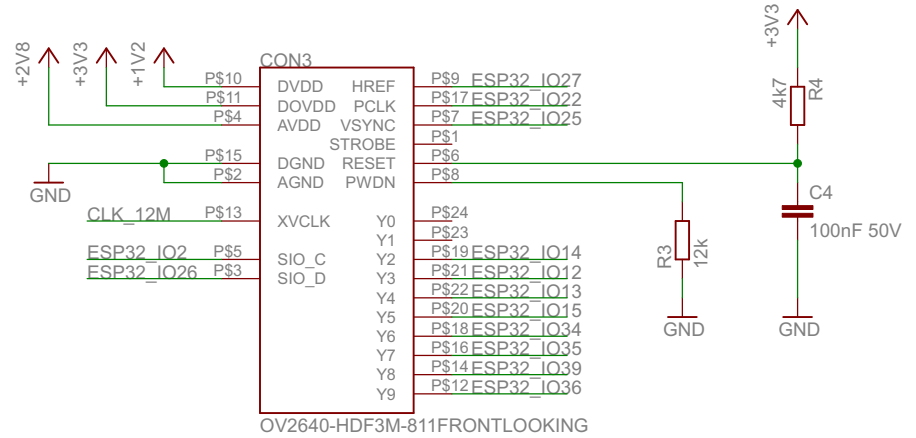 +2V8
+3V3
+1V2
+3V3
CON3
P$10 DVDD HREF P$9 ESP32_IO27
P$11 DOVDD PCLK P$17 ESP32_IO22
P$4 AVDD VSYNC P$7 ESP32_IO25
STROBE P$1
P$15 DGND RESET P$6
P$2 AGND PWDN P$8
GND
4k7
R4
C4
100nF 50V
CLK_12M P$13 XVCLK Y0 P$24
Y1 P$23
ESP32_IO2 P$5 SIO_C Y2 P$19 ESP32_IO14
ESP32_IO26 P$3 SIO_D Y3 P$21 ESP32_IO12
Y4 P$22 ESP32_IO13
Y5 P$20 ESP32_IO15
Y6 P$18 ESP32_IO34
Y7 P$16 ESP32_IO35
Y8 P$14 ESP32_IO39
Y9 P$12 ESP32_IO36
R3
12k
GND
GND
OV2640-HDF3M-811FRONTLOOKING